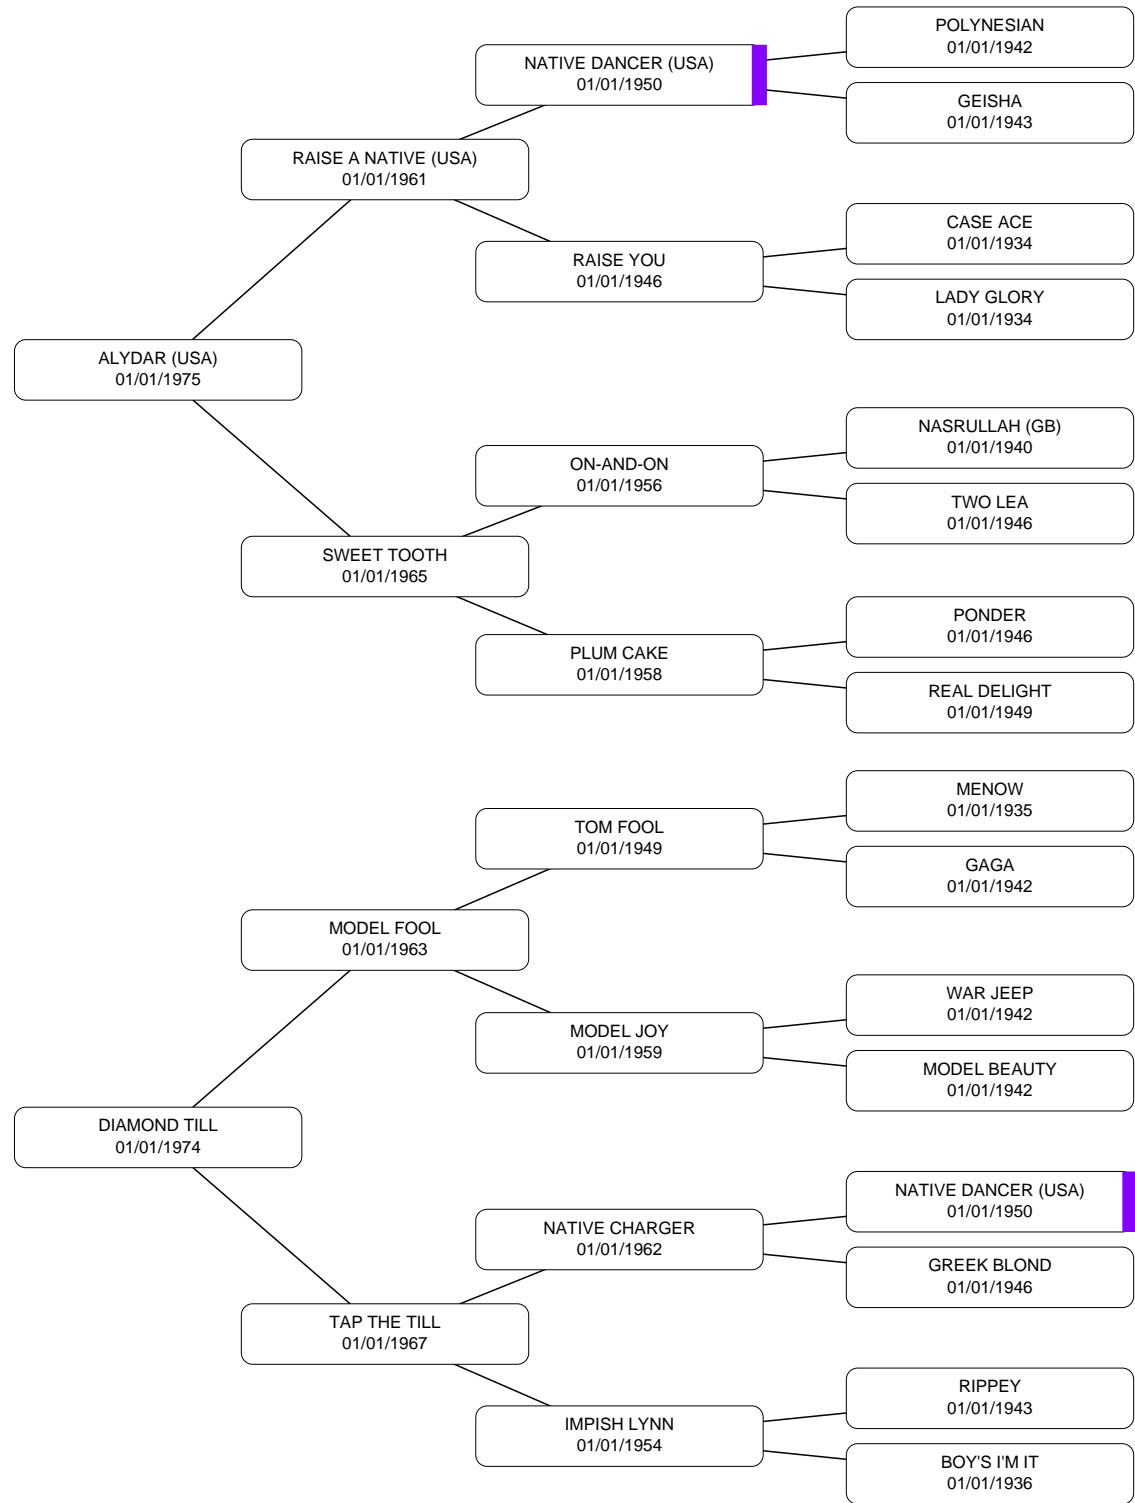 POLYNESIAN
01/01/1942
NATIVE DANCER (USA)
01/01/1950
GEISHA
01/01/1943
RAISE A NATIVE (USA)
01/01/1961
CASE ACE
01/01/1934
RAISE YOU
01/01/1946
LADY GLORY
01/01/1934
ALYDAR (USA)
01/01/1975
NASRULLAH (GB)
01/01/1940
ON-AND-ON
01/01/1956
TWO LEA
01/01/1946
SWEET TOOTH
01/01/1965
PONDER
01/01/1946
PLUM CAKE
01/01/1958
REAL DELIGHT
01/01/1949
MENOW
01/01/1935
TOM FOOL
01/01/1949
GAGA
01/01/1942
MODEL FOOL
01/01/1963
WAR JEEP
01/01/1942
MODEL JOY
01/01/1959
MODEL BEAUTY
01/01/1942
DIAMOND TILL
01/01/1974
NATIVE DANCER (USA)
01/01/1950
NATIVE CHARGER
01/01/1962
GREEK BLOND
01/01/1946
TAP THE TILL
01/01/1967
RIPPEY
01/01/1943
IMPISH LYNN
01/01/1954
BOY'S I'M IT
01/01/1936